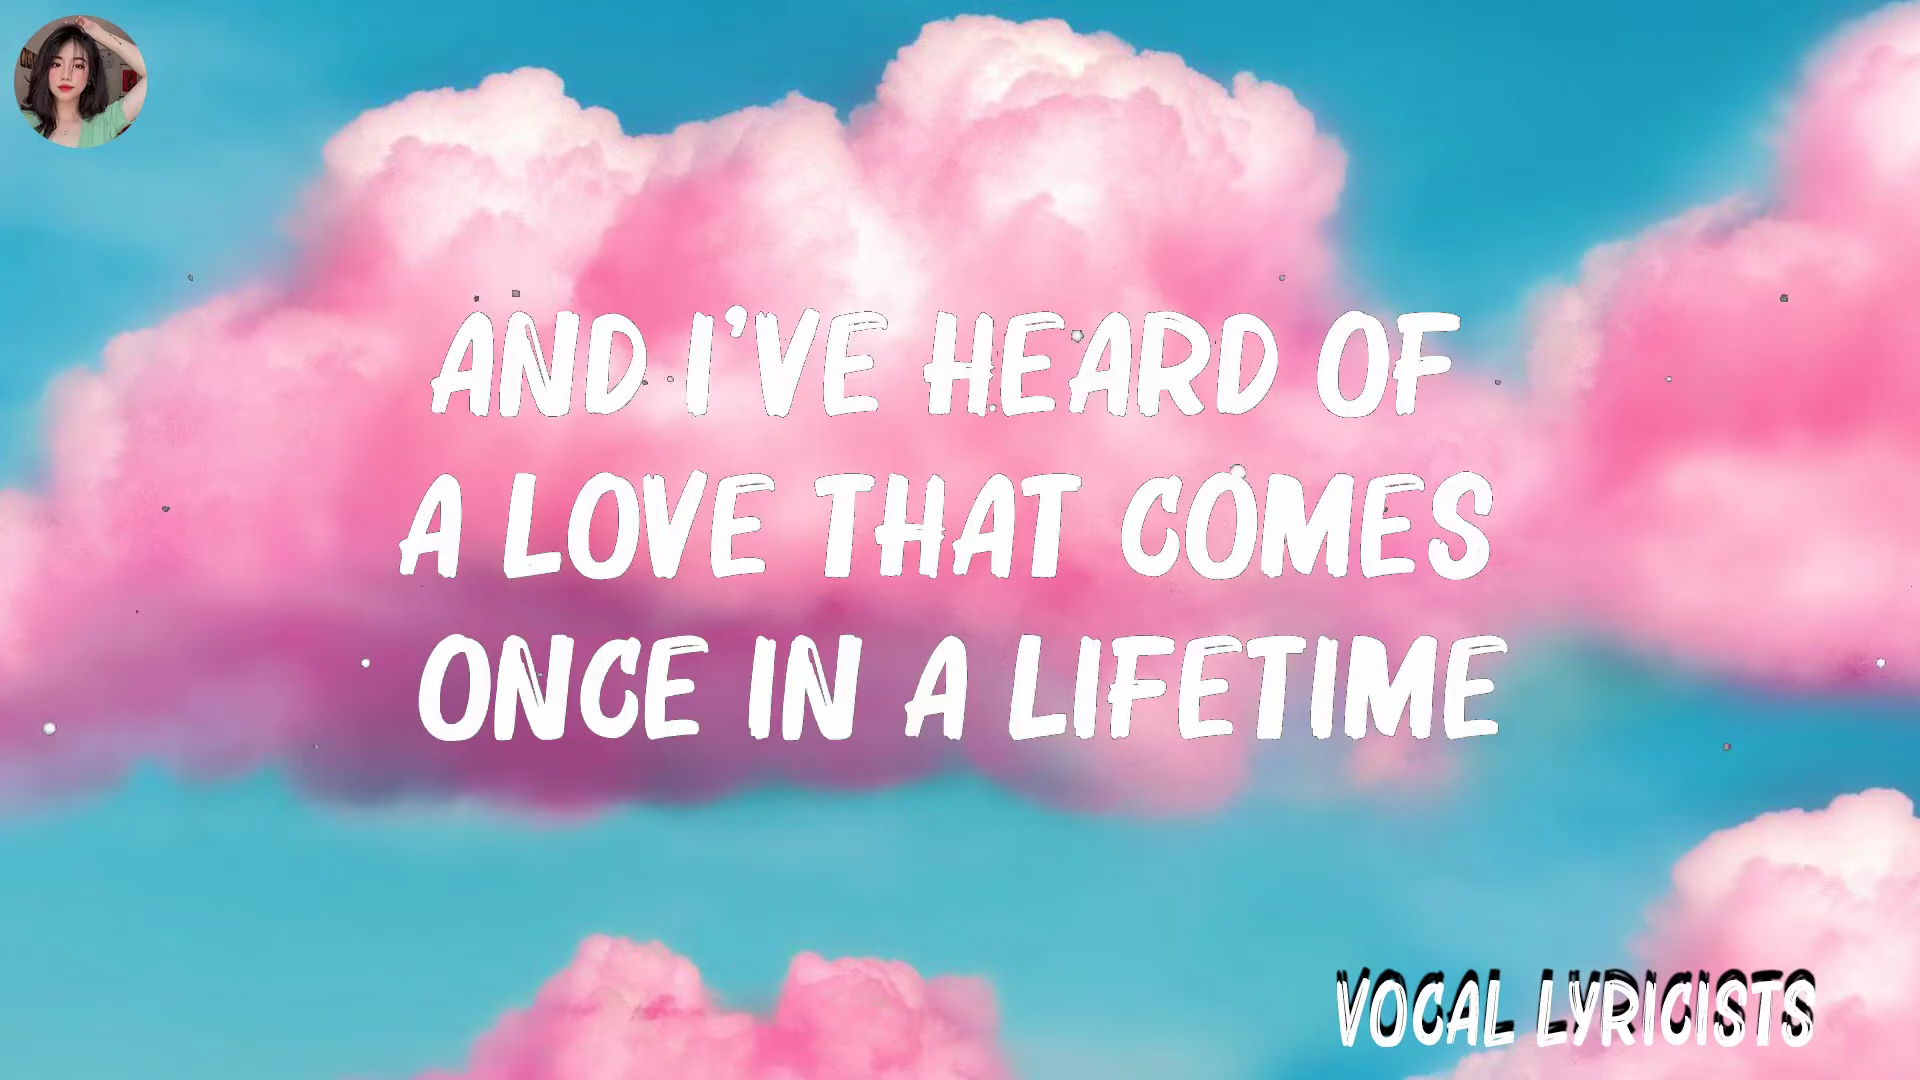 AND I'VE HEARD OF
A LOVE THAT COMES
ONCE IN A LIFETIME
VOCAL LYRICISTS